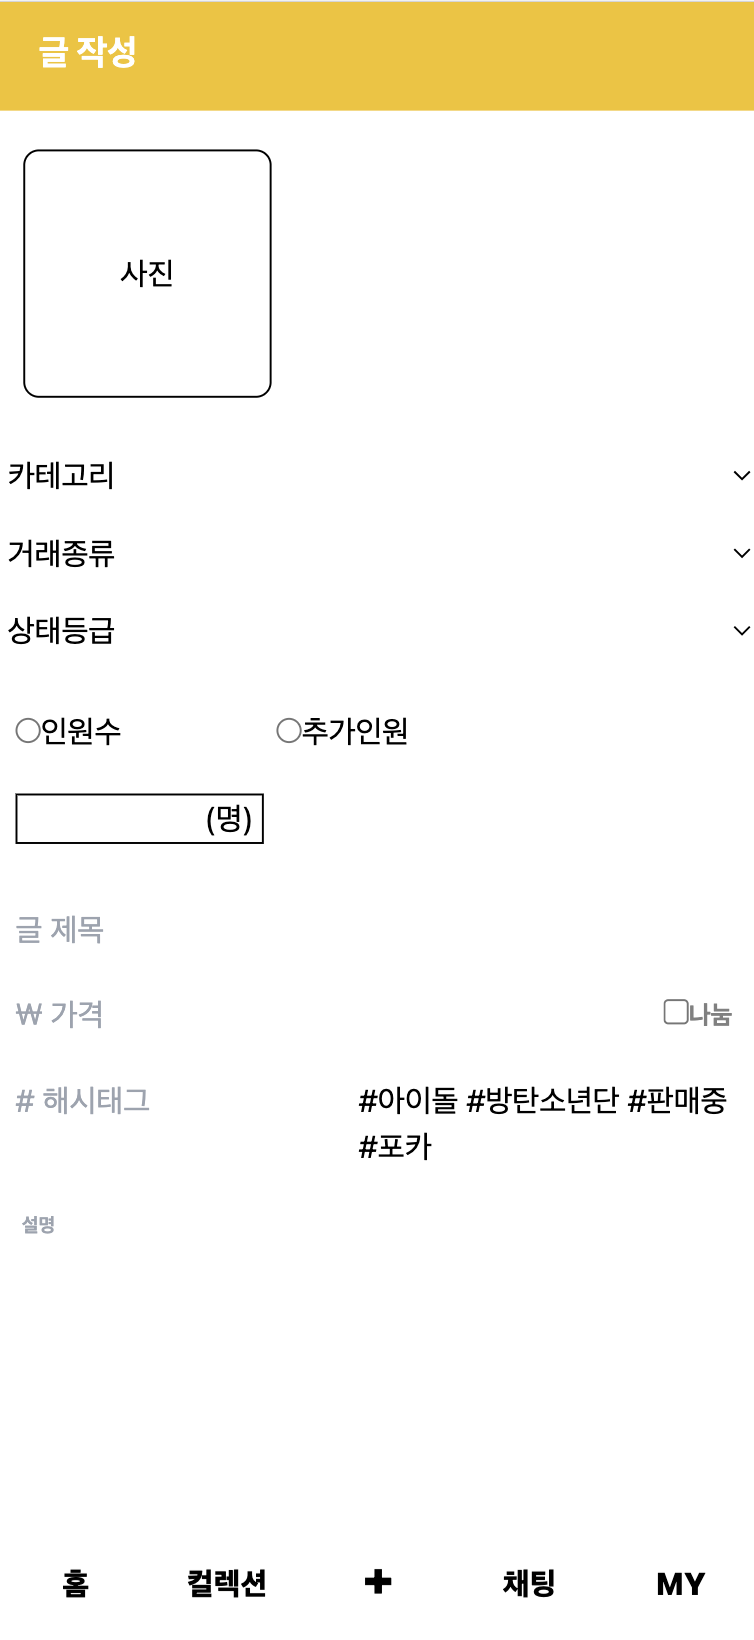 글 작성
사진
카테고리
거래종류
상태등급
인원수 추가인원
(명)
글 제목
₩ 가격 나눔
# 해시태그 #아이돌 #방탄소년단 #판매중
#포카
설명
홈 컬렉션 + 채팅 MY